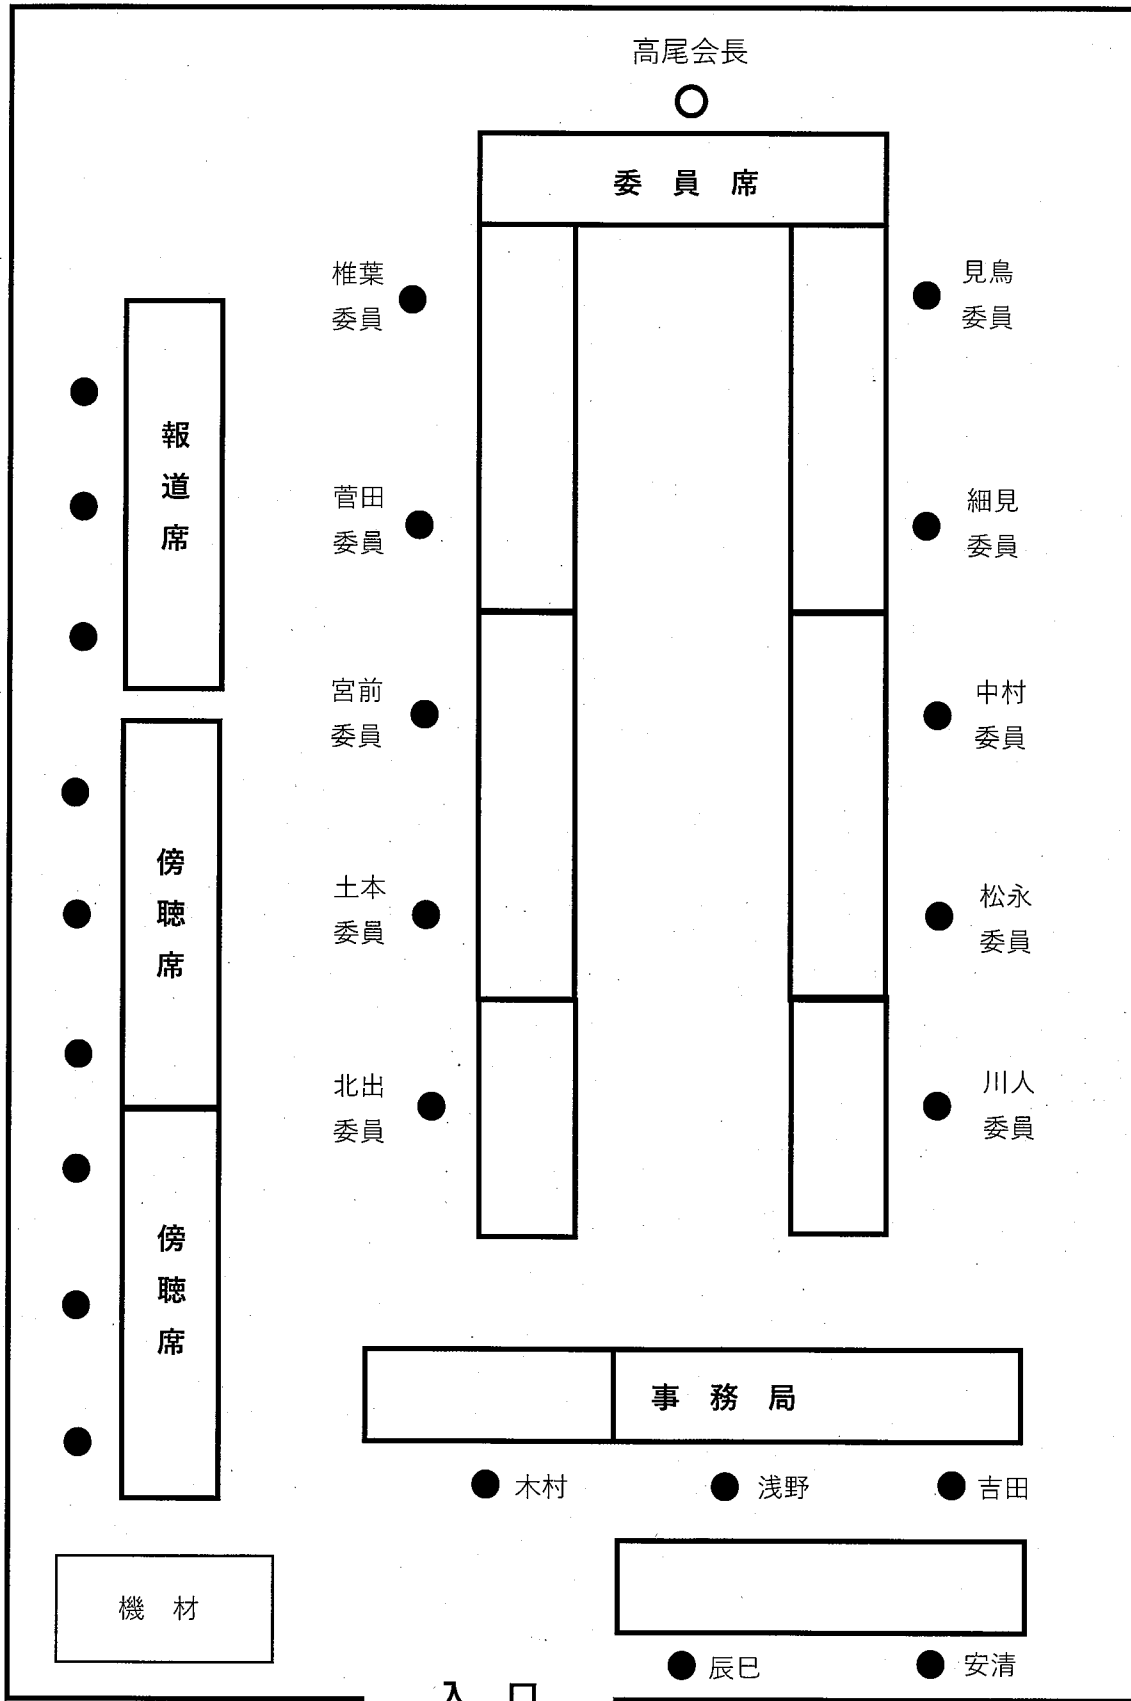 高尾会長
委員席
椎葉
委員
見鳥
委員
報道席
菅田
委員
細見
委員
宮前
委員
中村
委員
傍聴席
土本
委員
松永
委員
北出
委員
川人
委員
傍聴席
事務局
木村
浅野
吉田
機材
辰巳
安清
入口